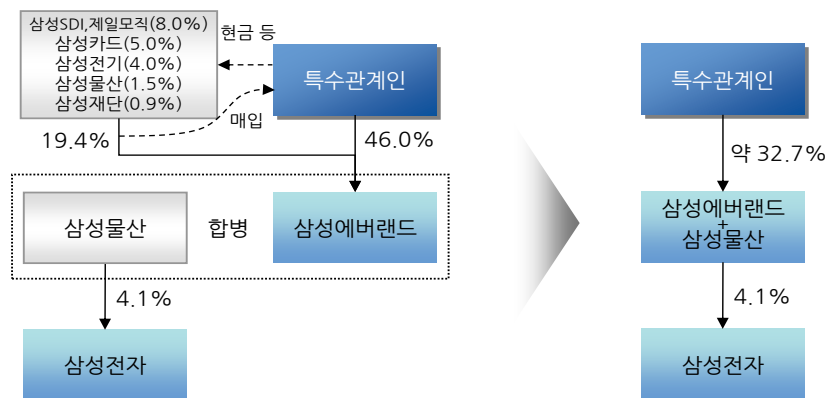 삼성SDI,제일모직(8.0%)
삼성카드(5.0%)
삼성전기(4.0%)
삼성물산(1.5%)
삼성재단(0.9%)
현금 등
특수관계인
매입
19.4%
46.0%
삼성물산
합병
삼성에버랜드
4.1%
삼성전자
특수관계인
약 32.7%
삼성에버랜드
+
삼성물산
4.1%
삼성전자